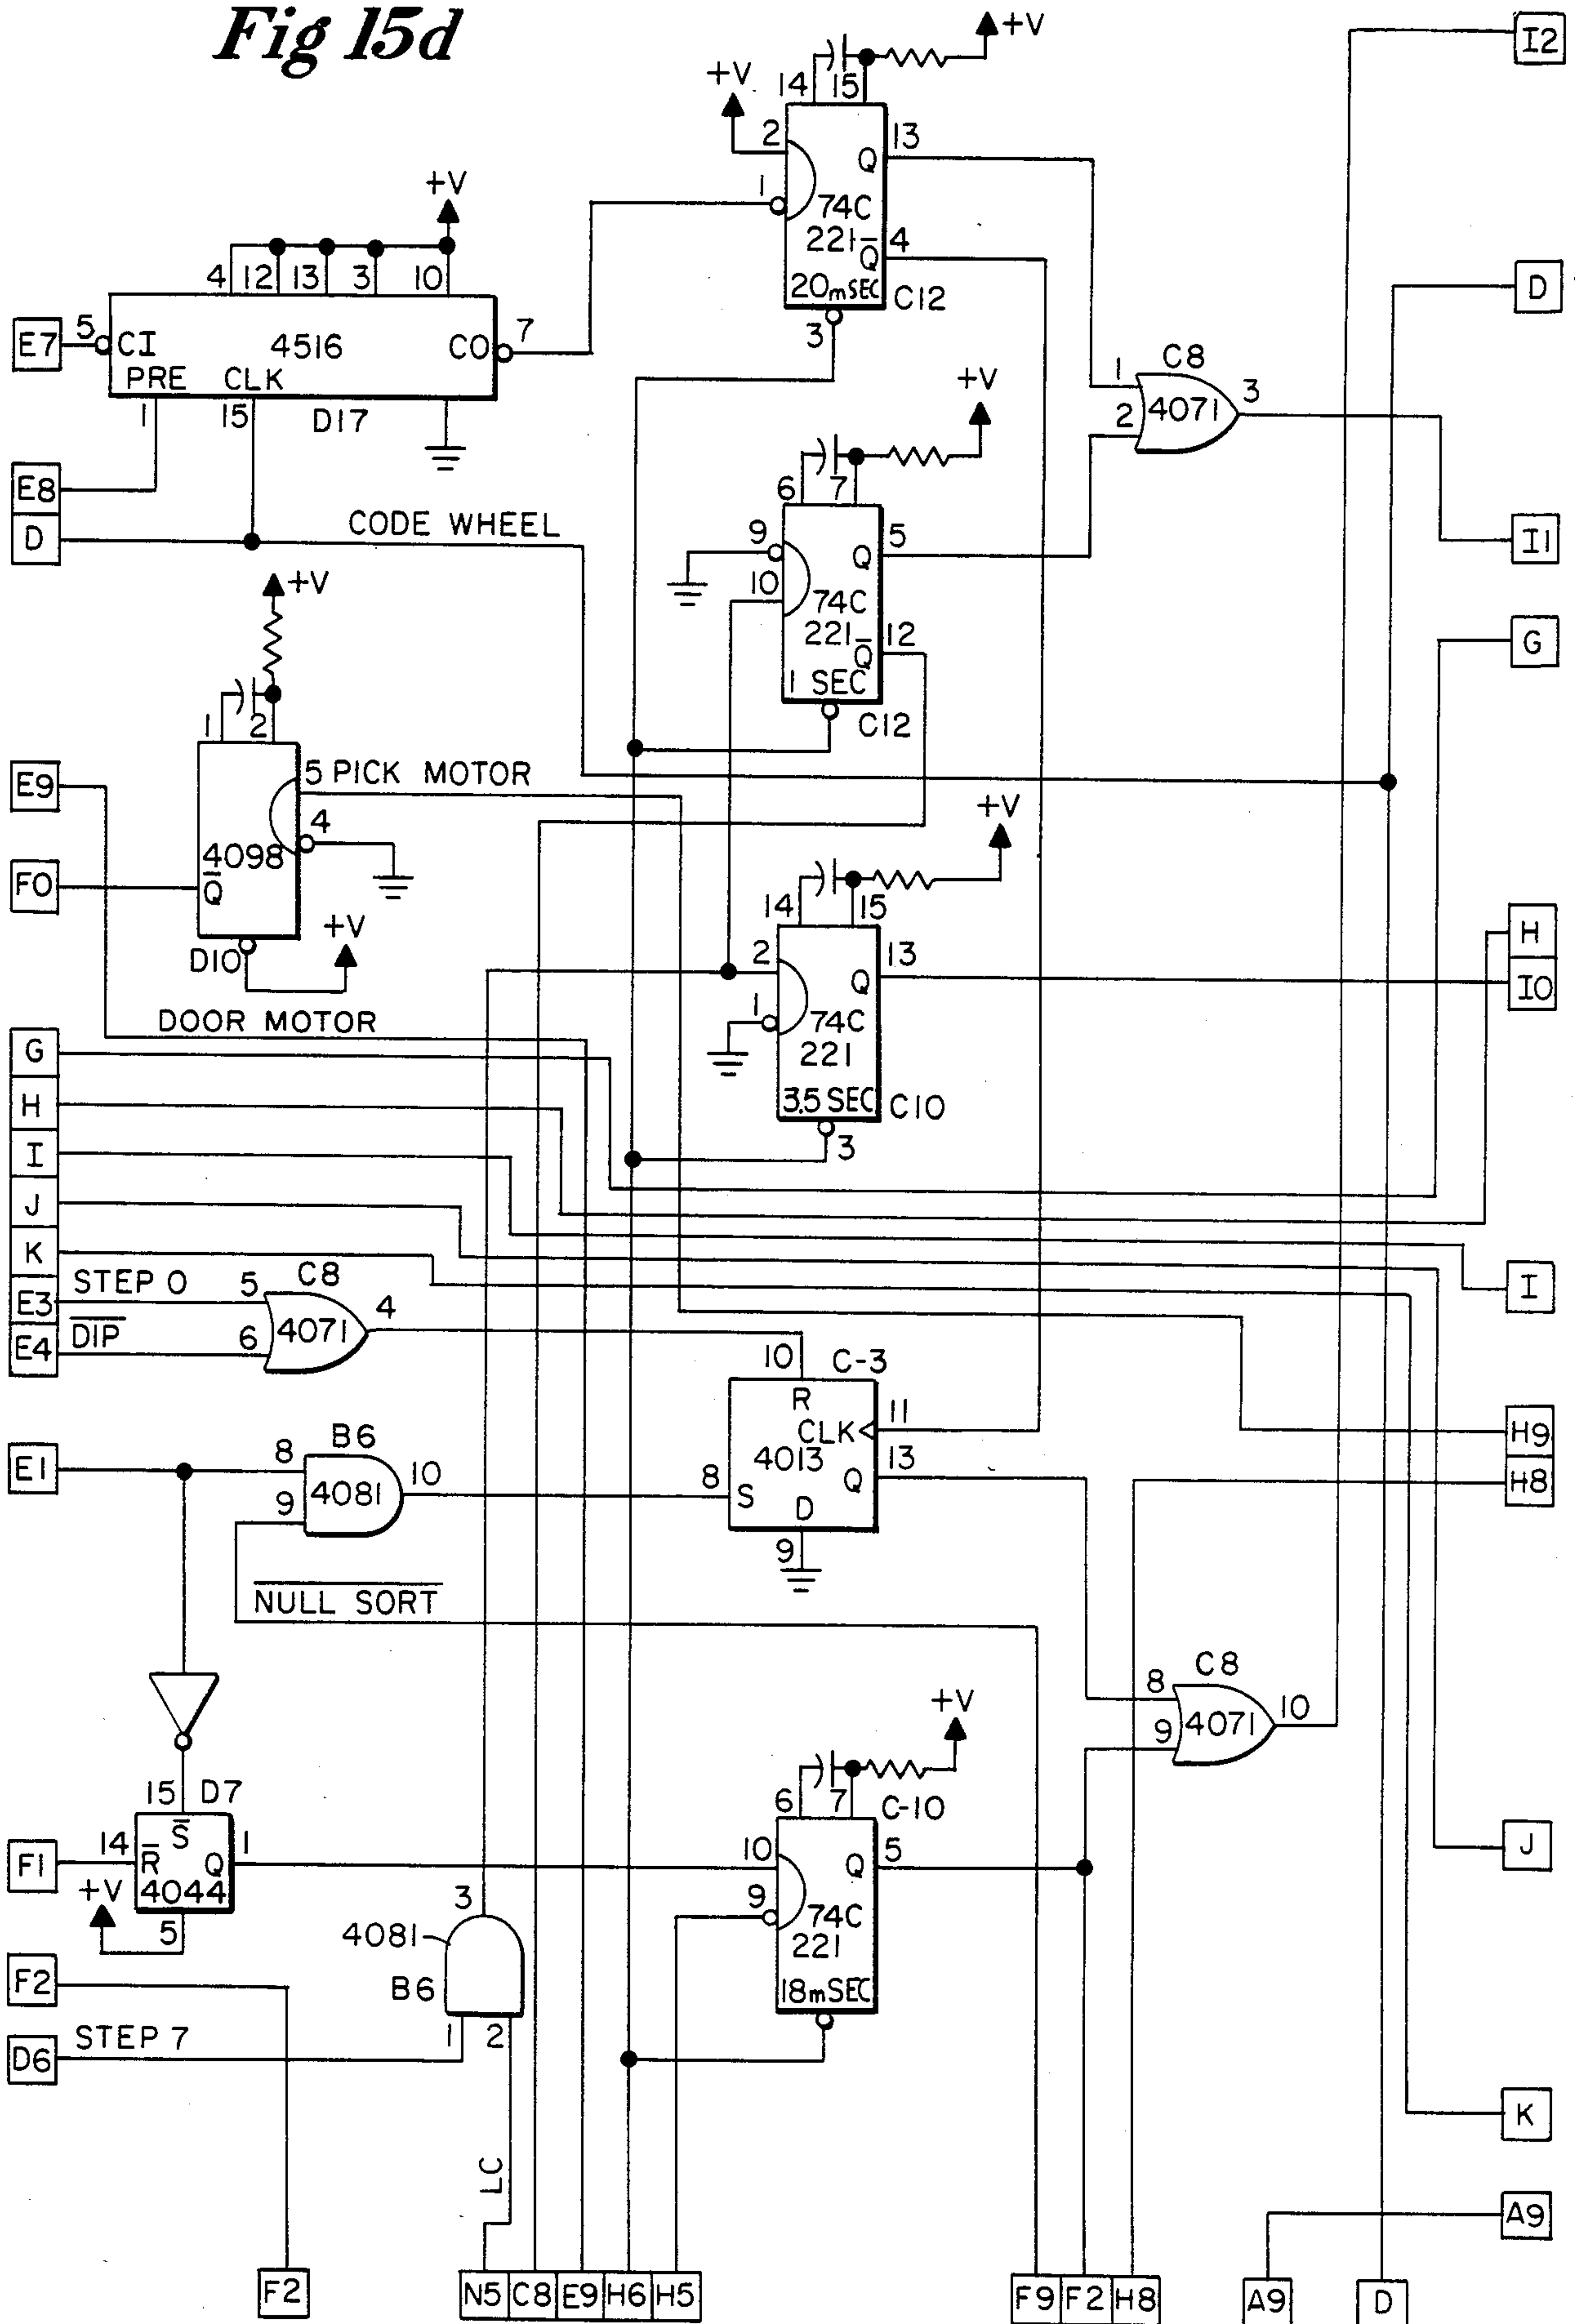 Fig 15d
+V
I2
+V
14 15
2 13
Q
1
74C
221 Q̅ 4
20mSEC C12
3
D
+V
4 12 13 3 10
E7 5 CI 4516 CO 7
PRE CLK
1 15 D17
C8
1 3
4071
2
+V
E8
D CODE WHEEL
6 7
9 5
Q
10
74C
221 Q̅ 12
1 SEC
C12
I1
G
+V
1 2
E9
5 PICK MOTOR
4
4098
F0 Q̅
+V
D10
+V
14 15
2 13
Q
1
74C
221
3.5 SEC C10
3
H
I0
DOOR MOTOR
G
H
I
J
K
E3 STEP 0 5 C8 4
4071
E4 D̅I̅P̅ 6
I
10 C-3
R
CLK 11
4013 13
8 S Q
D
9
H9
H8
E1 8 B6
4081 10
9
N̅U̅L̅L̅ S̅O̅R̅T̅
C8
8 10
4071
9
+V
15 D7
S̅
F1 14 R̅ Q 1
4044
+V
5
6 7 C-10
10 Q 5
9
74C
221
18mSEC
J
3
4081
B6
1 2
F2
D6 STEP 7
K
LC
A9
F2
N5 C8 E9 H6 H5
F9 F2 H8
A9
D